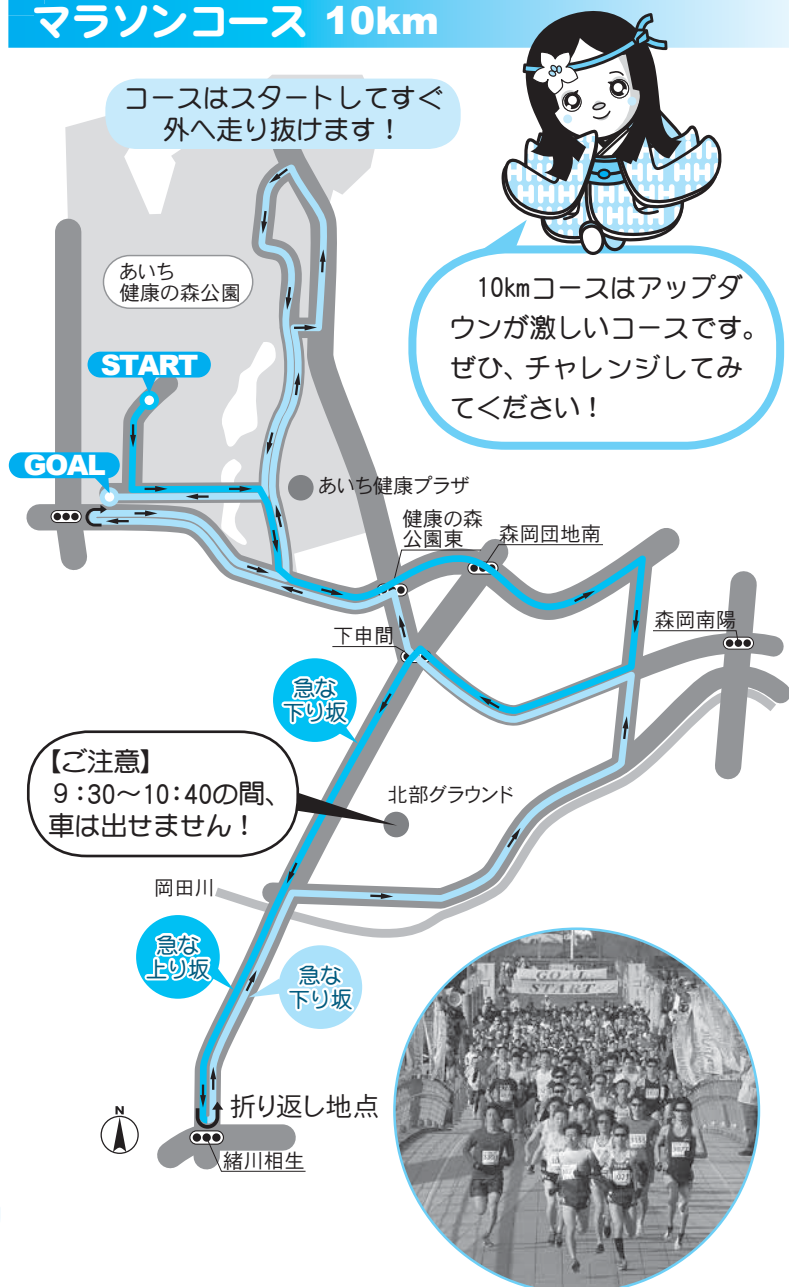 マラソンコース 10km
コースはスタートしてすぐ
外へ走り抜けます！
10kmコースはアップダ
ウンが激しいコースです。
ぜひ、チャレンジしてみ
てください！
あいち
健康の森公園
START
GOAL
あいち健康プラザ
健康の森
公園東
森岡団地南
下申間
森岡南陽
急な
下り坂
【ご注意】
9：30～10：40の間、
車は出せません！
北部グラウンド
岡田川
急な
上り坂
急な
下り坂
GOAL
START
N
折り返し地点
緒川相生